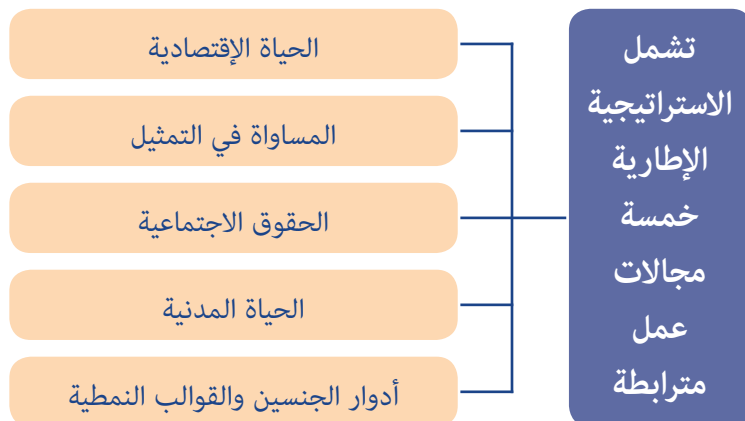 تشمل
الاستراتيجية
الإطارية
خمسة
مجالات
عمل
مترابطة
الحياة الإقتصادية
المساواة في التمثيل
الحقوق الاجتماعية
الحياة المدنية
أدوار الجنسين والقوالب النمطية